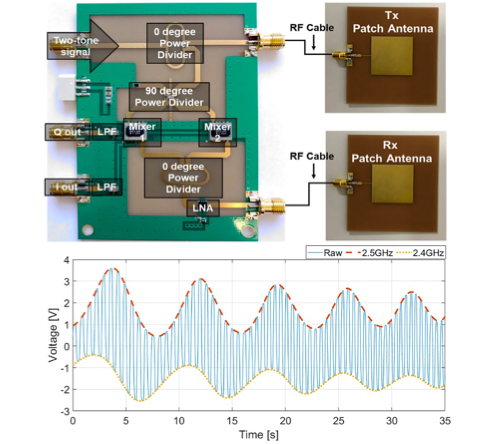 Two-tone
signal
0 degree
Power
Divider
RF Cable
Tx
Patch Antenna
90 degree
Power Divider
Q out
LPF
Mixer
1
Mixer
2
I out
LPF
0 degree
Power
Divider
LNA
RF Cable
Rx
Patch Antenna
Raw
2.5GHz
2.4GHz
Voltage [V]
4
3
2
1
0
-1
-2
-3
0
5
10
15
20
25
30
35
Time [s]